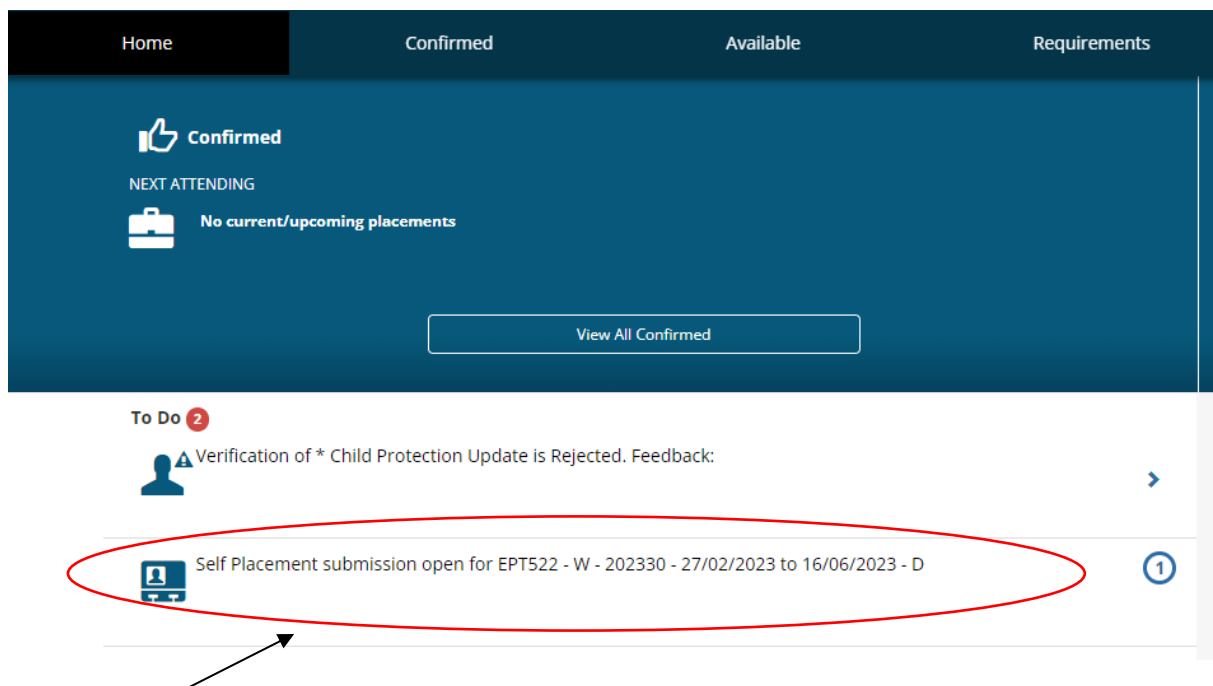 Home Confirmed Available Requirements
Confirmed
NEXT ATTENDING
No current/upcoming placements
View All Confirmed
To Do 2
Verification of * Child Protection Update is Rejected. Feedback:
Self Placement submission open for EPT522 - W - 202330 - 27/02/2023 to 16/06/2023 - D
1